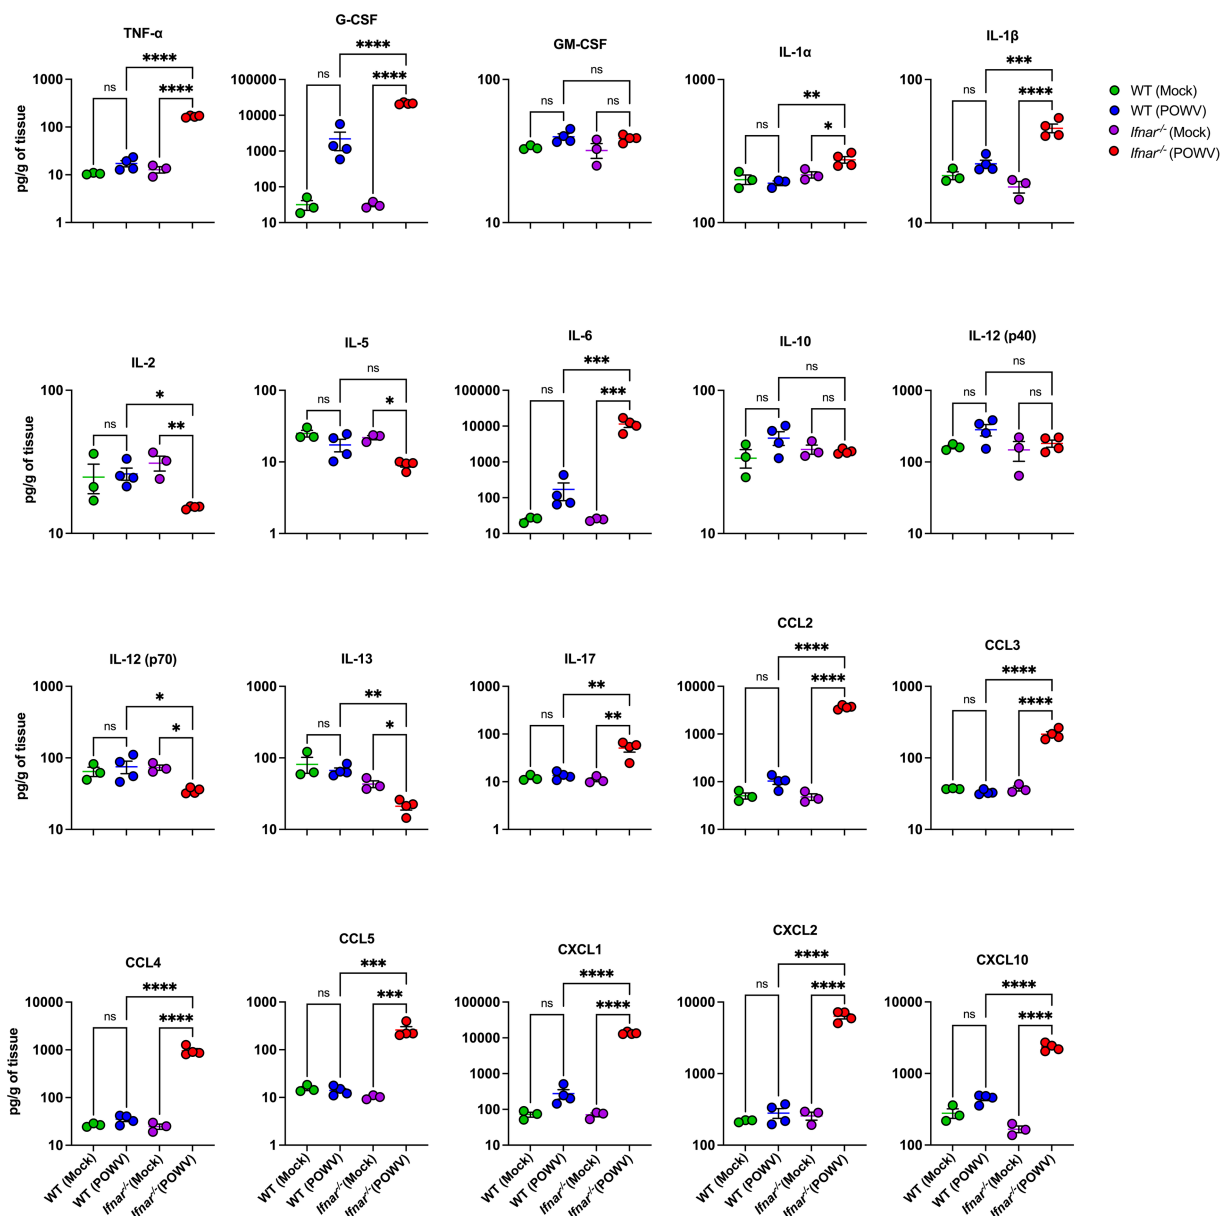 TNF-α
G-CSF
GM-CSF
IL-1α
IL-1β
pg/g of tissue
1000
100
10
1
ns
****
****
100000
10000
1000
100
10
ns
****
****
100
10
ns
ns
ns
1000
100
ns
**
*
100
10
ns
***
****
WT (Mock)
WT (POWV)
Ifnar-/-(Mock)
Ifnar-/-(POWV)
IL-2
IL-5
IL-6
IL-10
IL-12 (p40)
pg/g of tissue
100
10
ns
*
**
100
10
1
ns
ns
*
100000
10000
1000
100
10
ns
***
***
100
10
ns
ns
ns
1000
100
10
ns
ns
ns
IL-12 (p70)
IL-13
IL-17
CCL2
CCL3
pg/g of tissue
1000
100
10
ns
*
*
1000
100
10
ns
**
*
1000
100
10
1
ns
**
**
10000
1000
100
10
ns
****
****
1000
100
10
ns
****
****
CCL4
CCL5
CXCL1
CXCL2
CXCL10
pg/g of tissue
10000
1000
100
10
ns
****
****
1000
100
10
1
ns
***
***
100000
10000
1000
100
10
ns
****
****
10000
1000
100
ns
****
****
10000
1000
100
ns
****
****
WT (Mock)
WT (POWV)
Ifnar-/-(Mock)
Ifnar-/-(POWV)
WT (Mock)
WT (POWV)
Ifnar-/-(Mock)
Ifnar-/-(POWV)
WT (Mock)
WT (POWV)
Ifnar-/-(Mock)
Ifnar-/-(POWV)
WT (Mock)
WT (POWV)
Ifnar-/-(Mock)
Ifnar-/-(POWV)
WT (Mock)
WT (POWV)
Ifnar-/-(Mock)
Ifnar-/-(POWV)